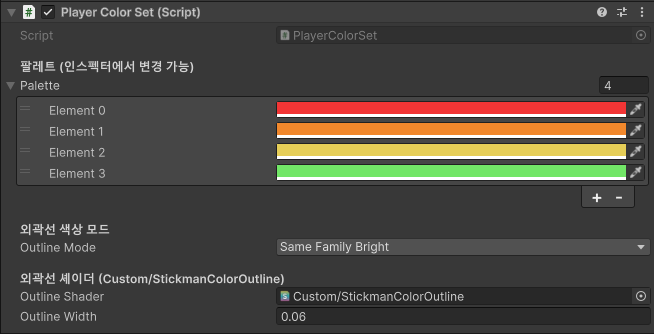 # Player Color Set (Script)
Script # PlayerColorSet
팔레트 (인스펙터에서 변경 가능)
Palette 4
Element 0
Element 1
Element 2
Element 3
+ -
외곽선 색상 모드
Outline Mode Same Family Bright
외곽선 셰이더 (Custom/StickmanColorOutline)
Outline Shader Custom/StickmanColorOutline
Outline Width 0.06